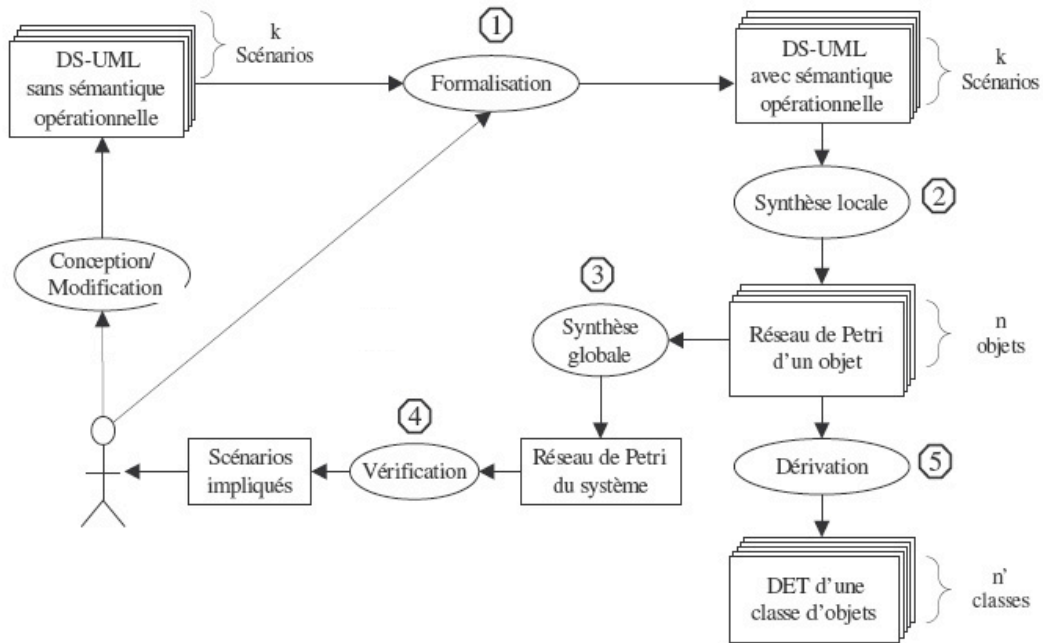 DS-UML
sans sémantique
opérationnelle
k
Scénarios
1
Formalisation
DS-UML
avec sémantique
opérationnelle
k
Scénarios
Synthèse locale
2
Conception/
Modification
3
Synthèse
globale
Réseau de Petri
d'un objet
n
objets
4
Scénarios
impliqués
Vérification
Réseau de Petri
du système
Dérivation
5
DET d'une
classe d'objets
n'
classes